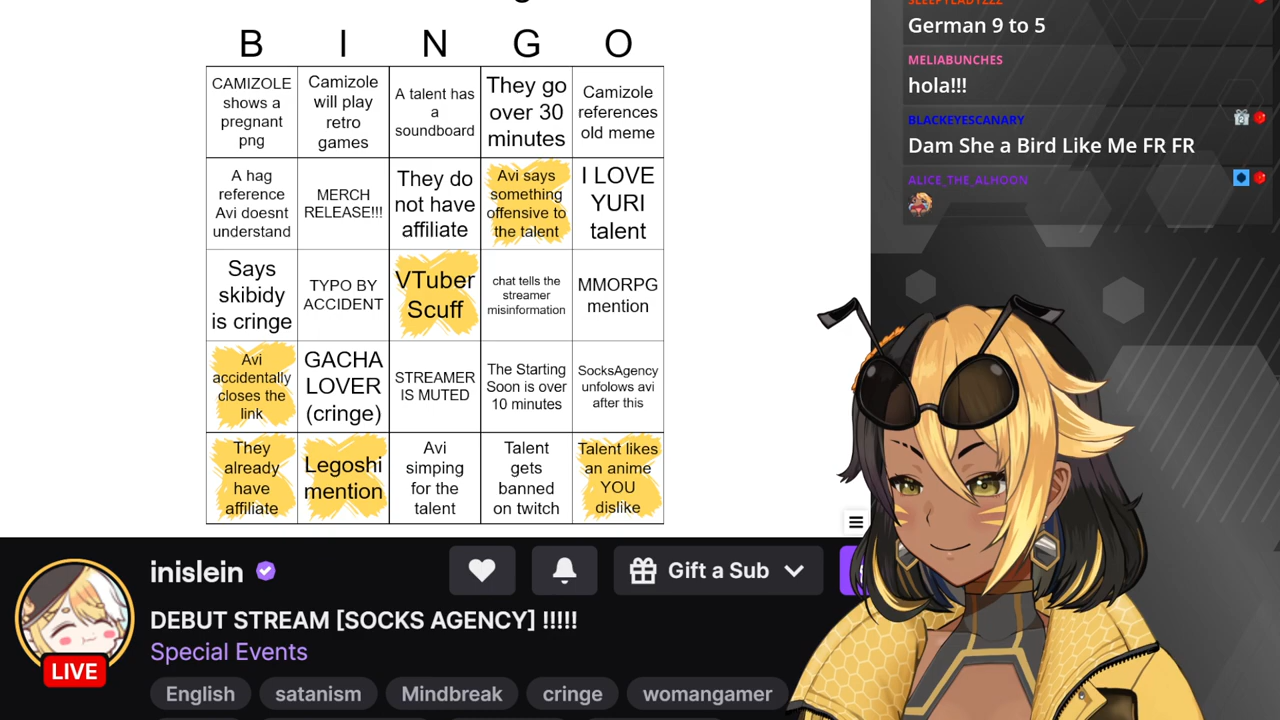 B I N G O
CAMIZOLE
shows a
pregnant
png
Camizole
will play
retro
games
A talent has
a
soundboard
They go
over 30
minutes
Camizole
references
old meme
A hag
reference
Avi doesnt
understand
MERCH
RELEASE!!!
They do
not have
affiliate
Avi says
something
offensive to
the talent
I LOVE
YURI
talent
Says
skibidy
is cringe
TYPO BY
ACCIDENT
VTuber
Scuff
chat tells the
streamer
misinformation
MMORPG
mention
Avi
accidentally
closes the
link
GACHA
LOVER
(cringe)
STREAMER
IS MUTED
The Starting
Soon is over
10 minutes
SocksAgency
unfolows avi
after this
They
already
have
affiliate
Legoshi
mention
Avi
simping
for the
talent
Talent
gets
banned
on twitch
Talent likes
an anime
YOU
dislike
SLEEPYLADYZZZ
German 9 to 5
MELIABUNCHES
hola!!!
BLACKEYESCANARY
Dam She a Bird Like Me FR FR
ALICE_THE_ALHOON
inislein
Gift a Sub
DEBUT STREAM [SOCKS AGENCY] !!!!!
Special Events
LIVE
English satanism Mindbreak cringe womangamer